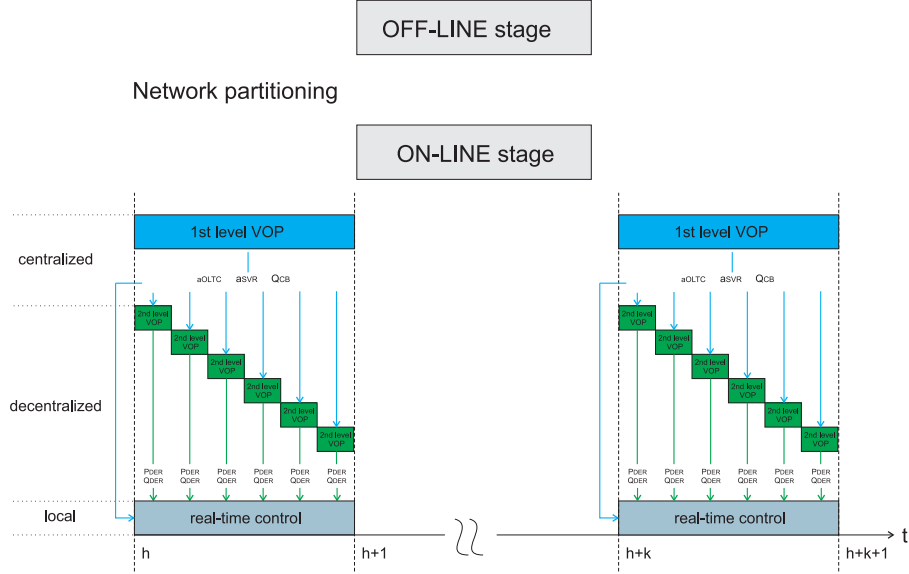 OFF-LINE stage
Network partitioning
ON-LINE stage
1st level VOP
1st level VOP
centralized
aOLTC aSVR QCB
aOLTC aSVR QCB
2nd level
VOP
2nd level
VOP
2nd level
VOP
2nd level
VOP
2nd level
VOP
2nd level
VOP
2nd level
VOP
2nd level
VOP
2nd level
VOP
2nd level
VOP
2nd level
VOP
2nd level
VOP
decentralized
PDER PDER PDER PDER PDER PDER
QDER QDER QDER QDER QDER QDER
PDER PDER PDER PDER PDER PDER
QDER QDER QDER QDER QDER QDER
local
real-time control
real-time control
t
h
h+1
h+k
h+k+1